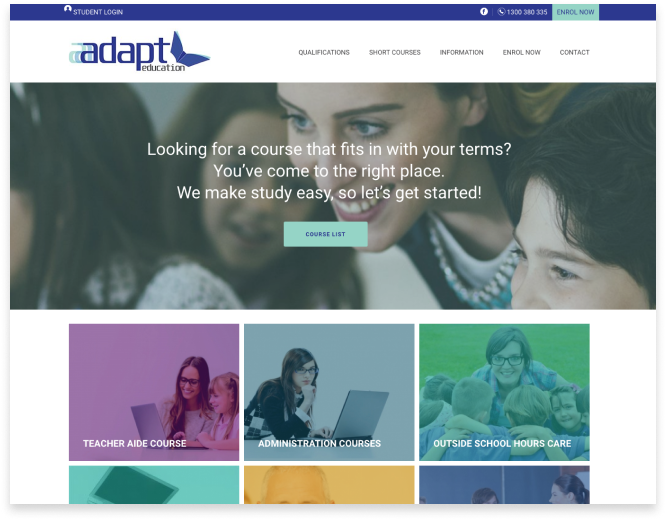 STUDENT LOGIN
1300 380 335
ENROL NOW
adapt
education
QUALIFICATIONS
SHORT COURSES
INFORMATION
ENROL NOW
CONTACT
Looking for a course that fits in with your terms?
You've come to the right place.
We make study easy, so let's get started!
COURSE LIST
TEACHER AIDE COURSE
ADMINISTRATION COURSES
OUTSIDE SCHOOL HOURS CARE